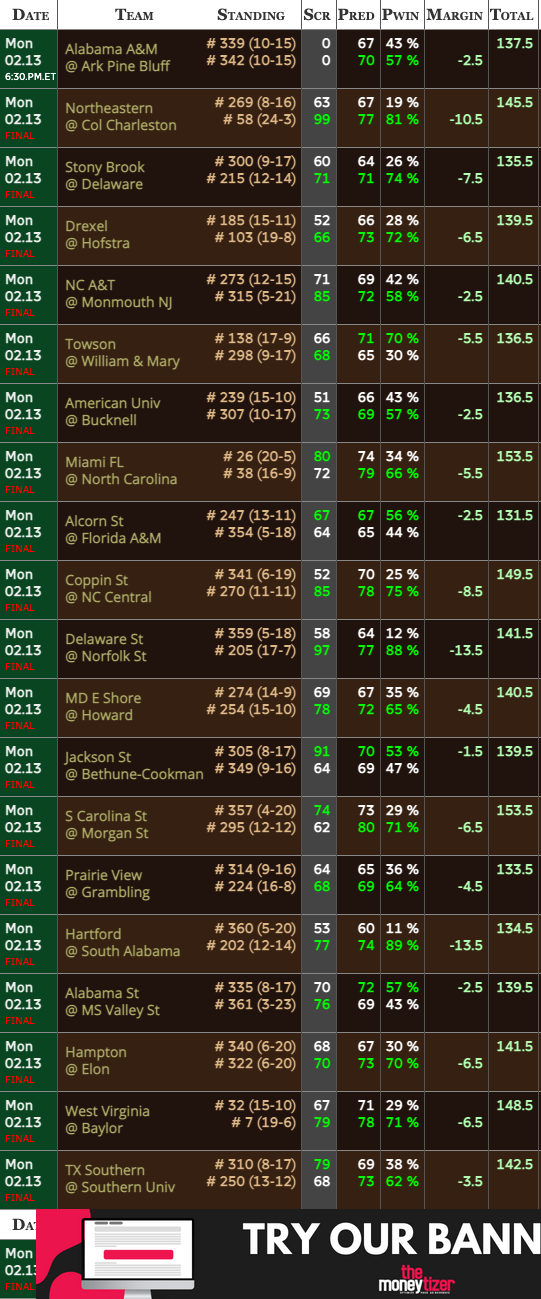 Date Team Standing Scr Pred Pwin Margin Total
Mon 02.13 6:30.PM.ET
Alabama A&M # 339 (10-15) 0 67 43 % 137.5
@ Ark Pine Bluff # 342 (10-15) 0 70 57 % -2.5
Mon 02.13 FINAL
Northeastern # 269 (8-16) 63 67 19 % 145.5
@ Col Charleston # 58 (24-3) 99 77 81 % -10.5
Mon 02.13 FINAL
Stony Brook # 300 (9-17) 60 64 26 % 135.5
@ Delaware # 215 (12-14) 71 71 74 % -7.5
Mon 02.13 FINAL
Drexel # 185 (15-11) 52 66 28 % 139.5
@ Hofstra # 103 (19-8) 66 73 72 % -6.5
Mon 02.13 FINAL
NC A&T # 273 (12-15) 71 69 42 % 140.5
@ Monmouth NJ # 315 (5-21) 85 72 58 % -2.5
Mon 02.13 FINAL
Towson # 138 (17-9) 66 71 70 % -5.5 136.5
@ William & Mary # 298 (9-17) 68 65 30 %
Mon 02.13 FINAL
American Univ # 239 (15-10) 51 66 43 % 136.5
@ Bucknell # 307 (10-17) 73 69 57 % -2.5
Mon 02.13 FINAL
Miami FL # 26 (20-5) 80 74 34 % 153.5
@ North Carolina # 38 (16-9) 72 79 66 % -5.5
Mon 02.13 FINAL
Alcorn St # 247 (13-11) 67 67 56 % -2.5 131.5
@ Florida A&M # 354 (5-18) 64 65 44 %
Mon 02.13 FINAL
Coppin St # 341 (6-19) 52 70 25 % 149.5
@ NC Central # 270 (11-11) 85 78 75 % -8.5
Mon 02.13 FINAL
Delaware St # 359 (5-18) 58 64 12 % 141.5
@ Norfolk St # 205 (17-7) 97 77 88 % -13.5
Mon 02.13 FINAL
MD E Shore # 274 (14-9) 69 67 35 % 140.5
@ Howard # 254 (15-10) 78 72 65 % -4.5
Mon 02.13 FINAL
Jackson St # 305 (8-17) 91 70 53 % -1.5 139.5
@ Bethune-Cookman # 349 (9-16) 64 69 47 %
Mon 02.13 FINAL
S Carolina St # 357 (4-20) 74 73 29 % 153.5
@ Morgan St # 295 (12-12) 62 80 71 % -6.5
Mon 02.13 FINAL
Prairie View # 314 (9-16) 64 65 36 % 133.5
@ Grambling # 224 (16-8) 68 69 64 % -4.5
Mon 02.13 FINAL
Hartford # 360 (5-20) 53 60 11 % 134.5
@ South Alabama # 202 (12-14) 77 74 89 % -13.5
Mon 02.13 FINAL
Alabama St # 335 (8-17) 70 72 57 % -2.5 139.5
@ MS Valley St # 361 (3-23) 76 69 43 %
Mon 02.13 FINAL
Hampton # 340 (6-20) 68 67 30 % 141.5
@ Elon # 322 (6-20) 70 73 70 % -6.5
Mon 02.13 FINAL
West Virginia # 32 (15-10) 67 71 29 % 148.5
@ Baylor # 7 (19-6) 79 78 71 % -6.5
Mon 02.13 FINAL
TX Southern # 310 (8-17) 79 69 38 % 142.5
@ Southern Univ # 250 (13-12) 68 73 62 % -3.5
TRY OUR BANN
the
moneytizer
Mon